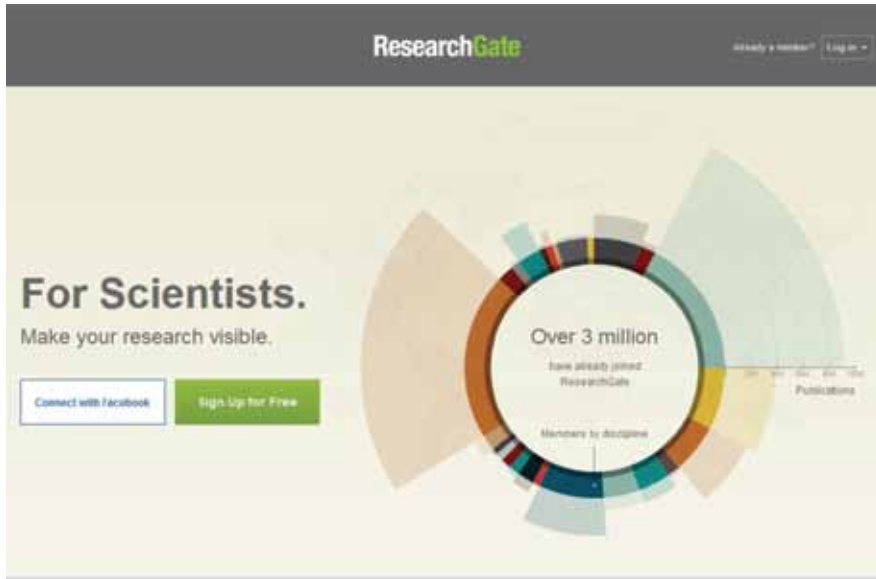 ResearchGate
Already a member? Log in
For Scientists.
Make your research visible.
Connect with Facebook
Sign Up for Free
Over 3 million
have already joined
ResearchGate
Members by discipline
Publications